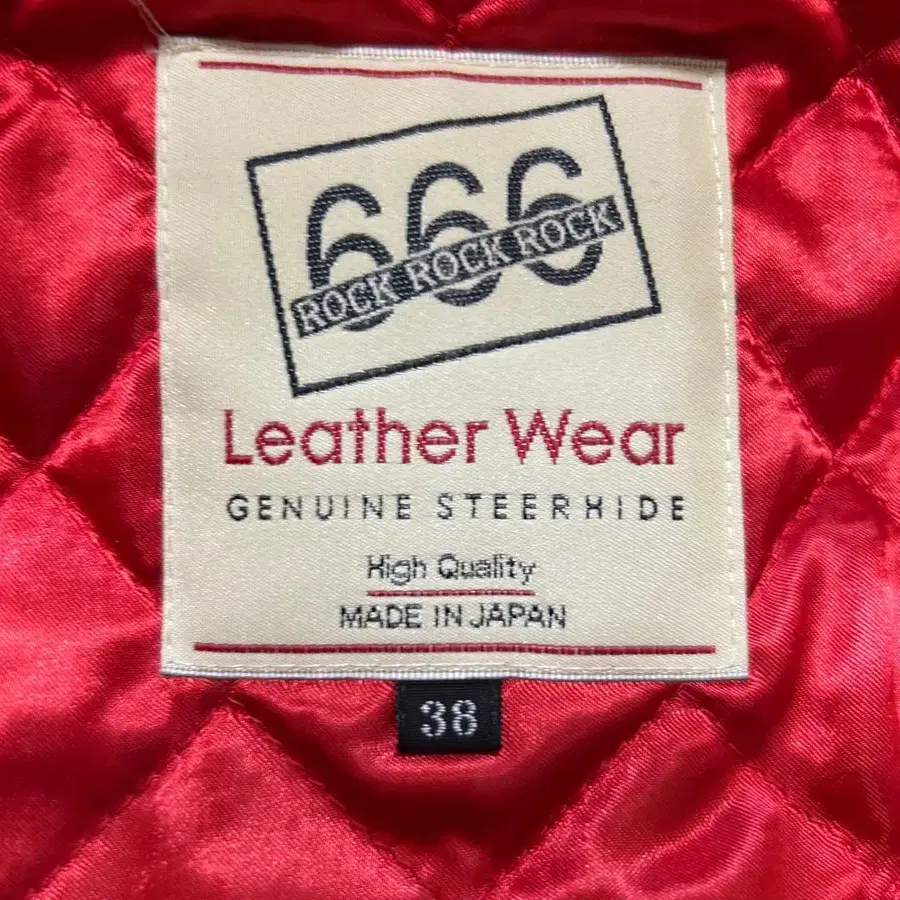 666
ROCK ROCK ROCK
Leather Wear
GENUINE STEERHIDE
High Quality
MADE IN JAPAN
38